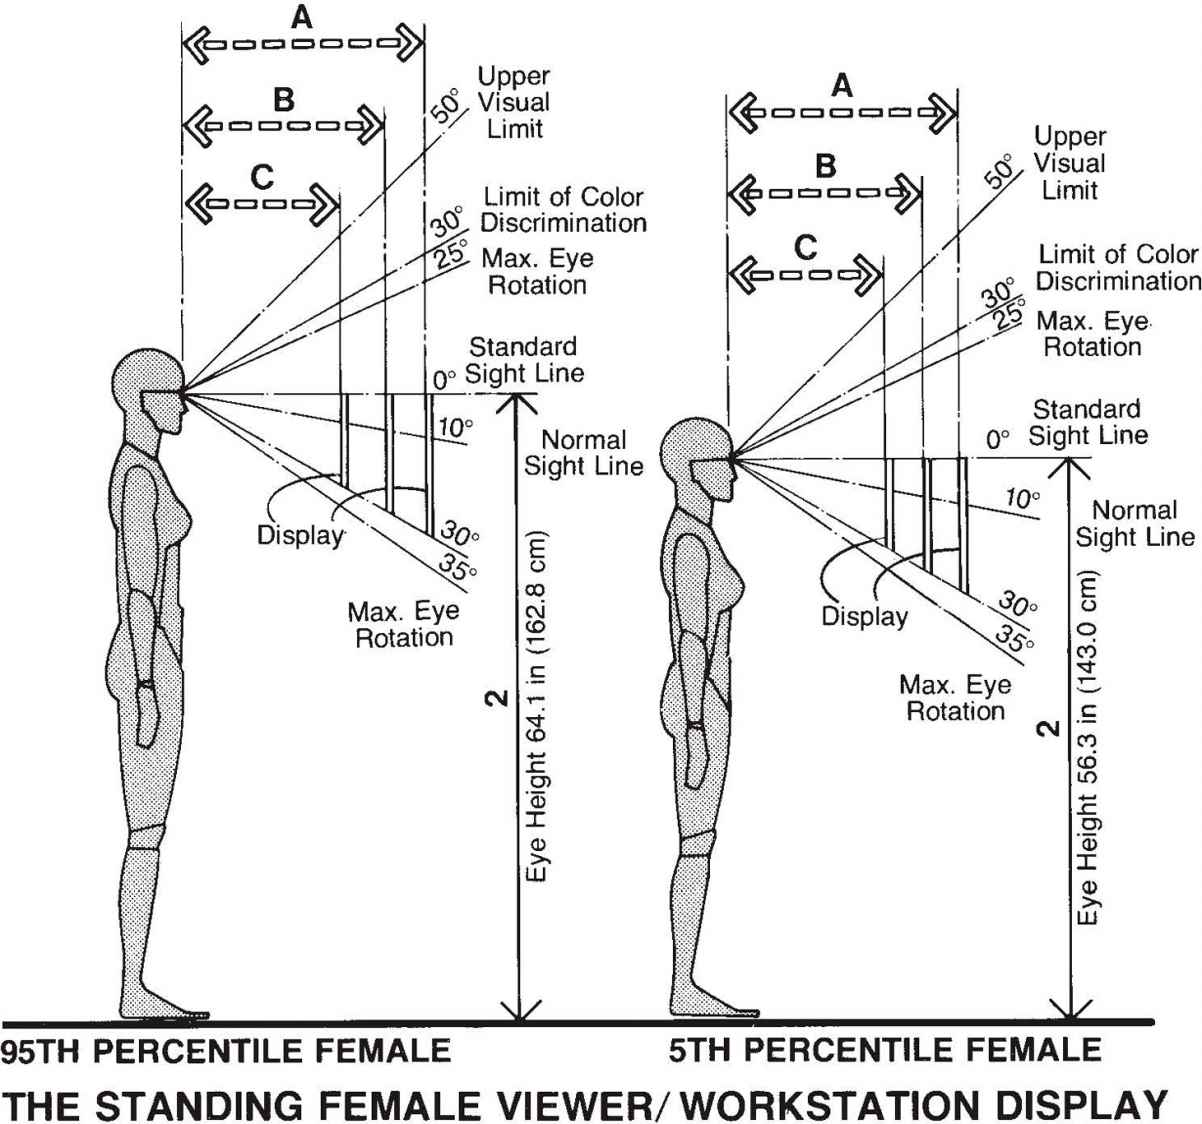 A
B
C
50°
Upper
Visual
Limit
30°
Limit of Color
Discrimination
25°
Max. Eye
Rotation
Standard
0° Sight Line
10°
Normal
Sight Line
Display
30°
35°
Max. Eye
Rotation
2
Eye Height 64.1 in (162.8 cm)
95TH PERCENTILE FEMALE
A
B
C
50°
Upper
Visual
Limit
30°
Limit of Color
Discrimination
25°
Max. Eye
Rotation
Standard
0° Sight Line
10°
Normal
Sight Line
Display
30°
35°
Max. Eye
Rotation
2
Eye Height 56.3 in (143.0 cm)
5TH PERCENTILE FEMALE
THE STANDING FEMALE VIEWER/WORKSTATION DISPLAY